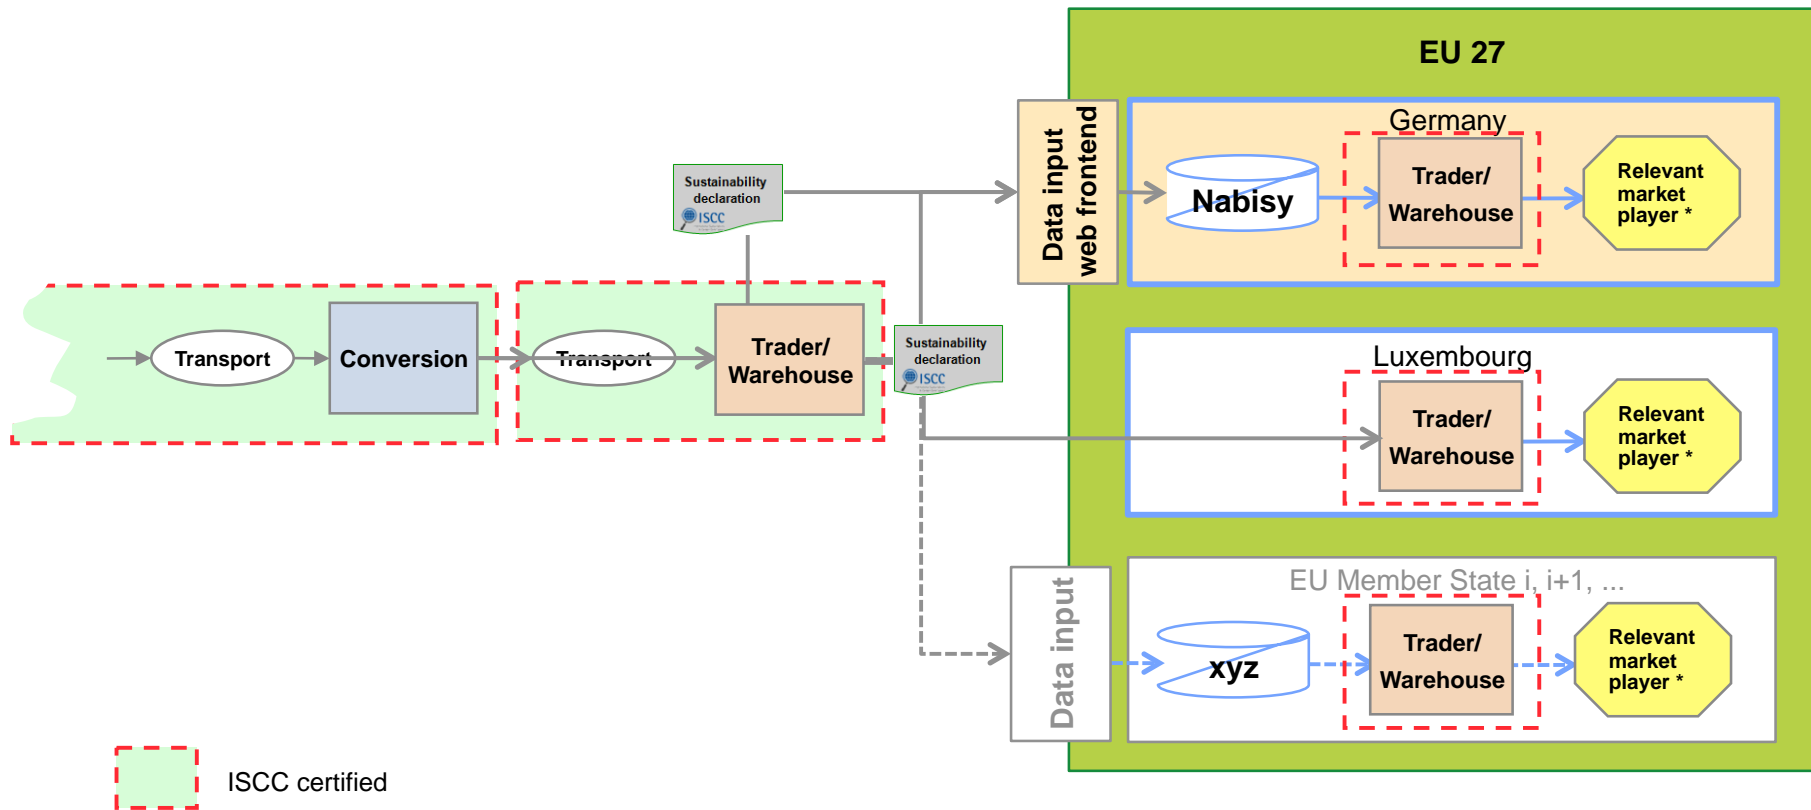 EU 27
Data input
web frontend
Germany
Nabisy
Trader/
Warehouse
Relevant
market
player *
Sustainability
declaration
ISCC
Transport
Conversion
Transport
Trader/
Warehouse
Sustainability
declaration
ISCC
Luxembourg
Trader/
Warehouse
Relevant
market
player *
Data input
EU Member State i, i+1, ...
xyz
Trader/
Warehouse
Relevant
market
player *
ISCC certified